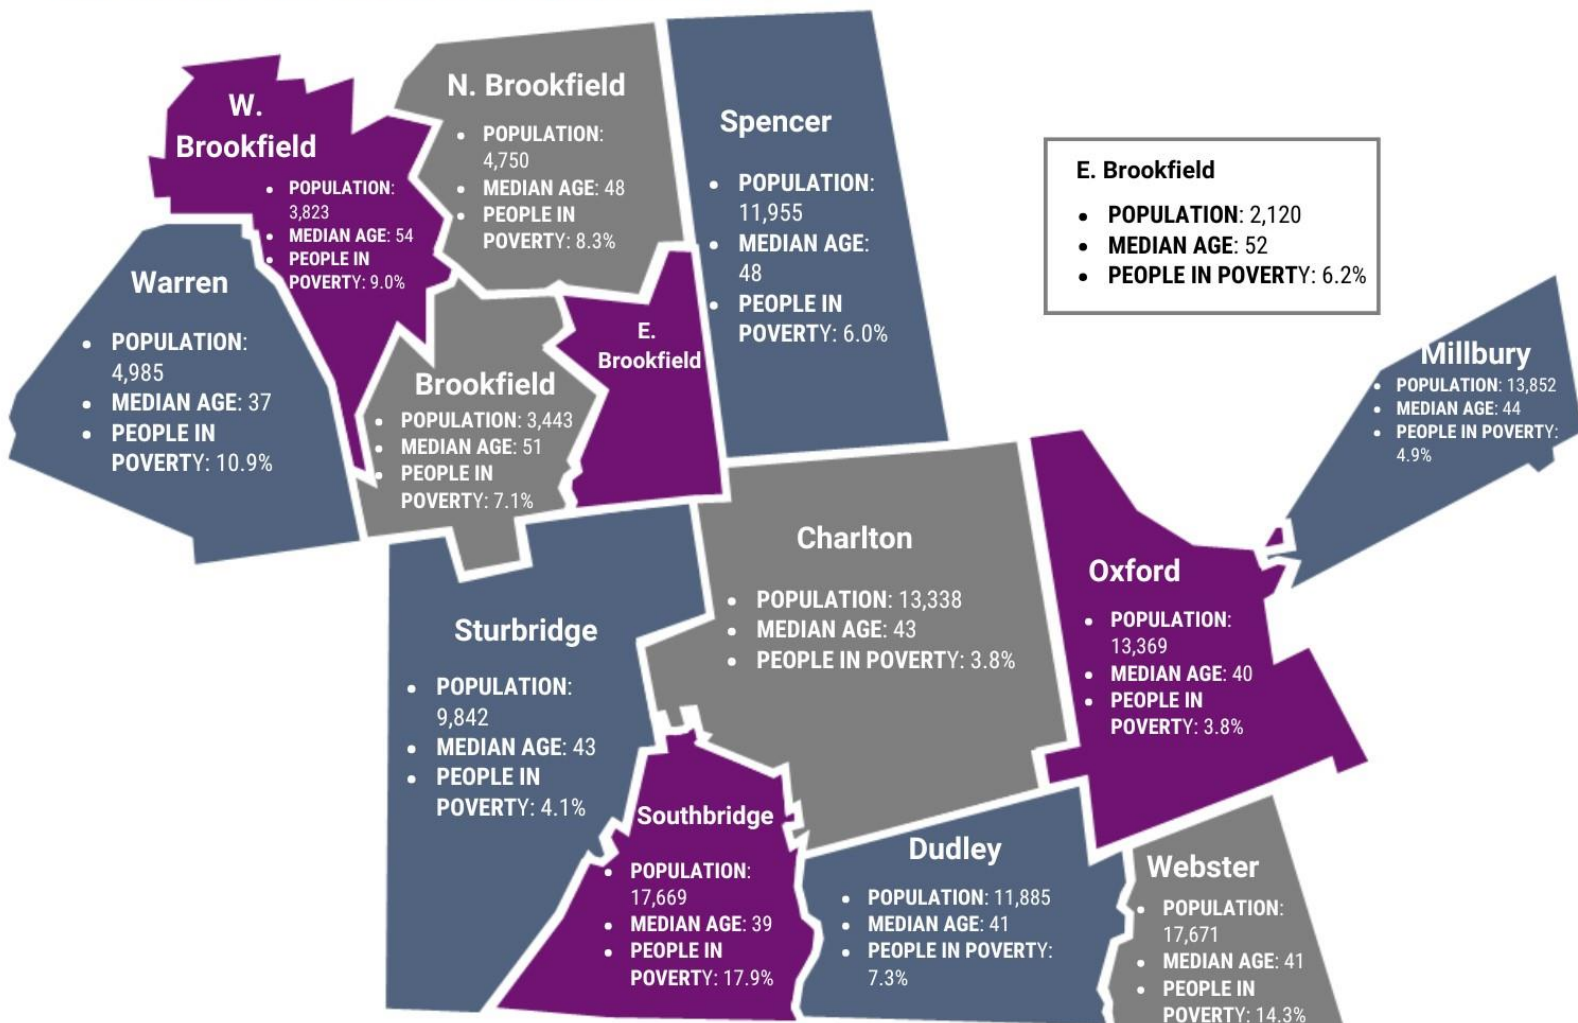 W.
Brookfield
• POPULATION:
3,823
• MEDIAN AGE: 54
• PEOPLE IN
POVERTY: 9.0%
N. Brookfield
• POPULATION:
4,750
• MEDIAN AGE: 48
• PEOPLE IN
POVERTY: 8.3%
Spencer
• POPULATION:
11,955
• MEDIAN AGE:
48
• PEOPLE IN
POVERTY: 6.0%
E. Brookfield
• POPULATION: 2,120
• MEDIAN AGE: 52
• PEOPLE IN POVERTY: 6.2%
Warren
• POPULATION:
4,985
• MEDIAN AGE: 37
• PEOPLE IN
POVERTY: 10.9%
Brookfield
• POPULATION: 3,443
• MEDIAN AGE: 51
• PEOPLE IN
POVERTY: 7.1%
E.
Brookfield
Millbury
• POPULATION: 13,852
• MEDIAN AGE: 44
• PEOPLE IN POVERTY:
4.9%
Sturbridge
• POPULATION:
9,842
• MEDIAN AGE: 43
• PEOPLE IN
POVERTY: 4.1%
Charlton
• POPULATION: 13,338
• MEDIAN AGE: 43
• PEOPLE IN POVERTY: 3.8%
Oxford
• POPULATION:
13,369
• MEDIAN AGE: 40
• PEOPLE IN
POVERTY: 3.8%
Southbridge
• POPULATION:
17,669
• MEDIAN AGE: 39
• PEOPLE IN
POVERTY: 17.9%
Dudley
• POPULATION: 11,885
• MEDIAN AGE: 41
• PEOPLE IN POVERTY:
7.3%
Webster
• POPULATION:
17,671
• MEDIAN AGE: 41
• PEOPLE IN
POVERTY: 14.3%